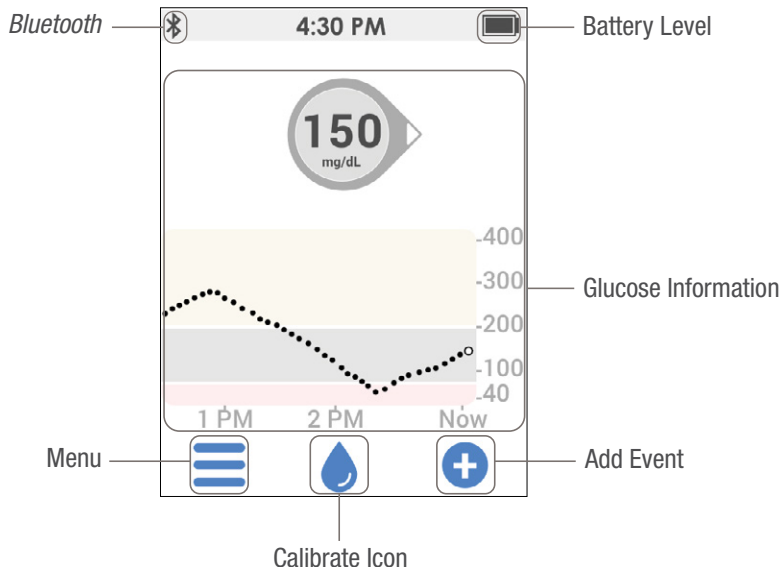 Bluetooth
4:30 PM
Battery Level
150
mg/dL
-400
-300
Glucose Information
-200
-100
-40
1 PM 2 PM Now
Menu
Add Event
Calibrate Icon